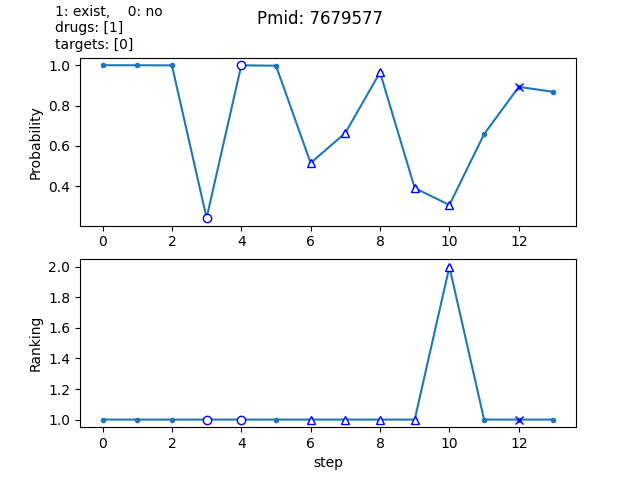 1: exist,    0: no
drugs: [1]
targets: [0]
Pmid: 7679577
Probability
1.0
0.8
0.6
0.4
0 2 4 6 8 10 12
Ranking
2.0
1.8
1.6
1.4
1.2
1.0
0 2 4 6 8 10 12
step